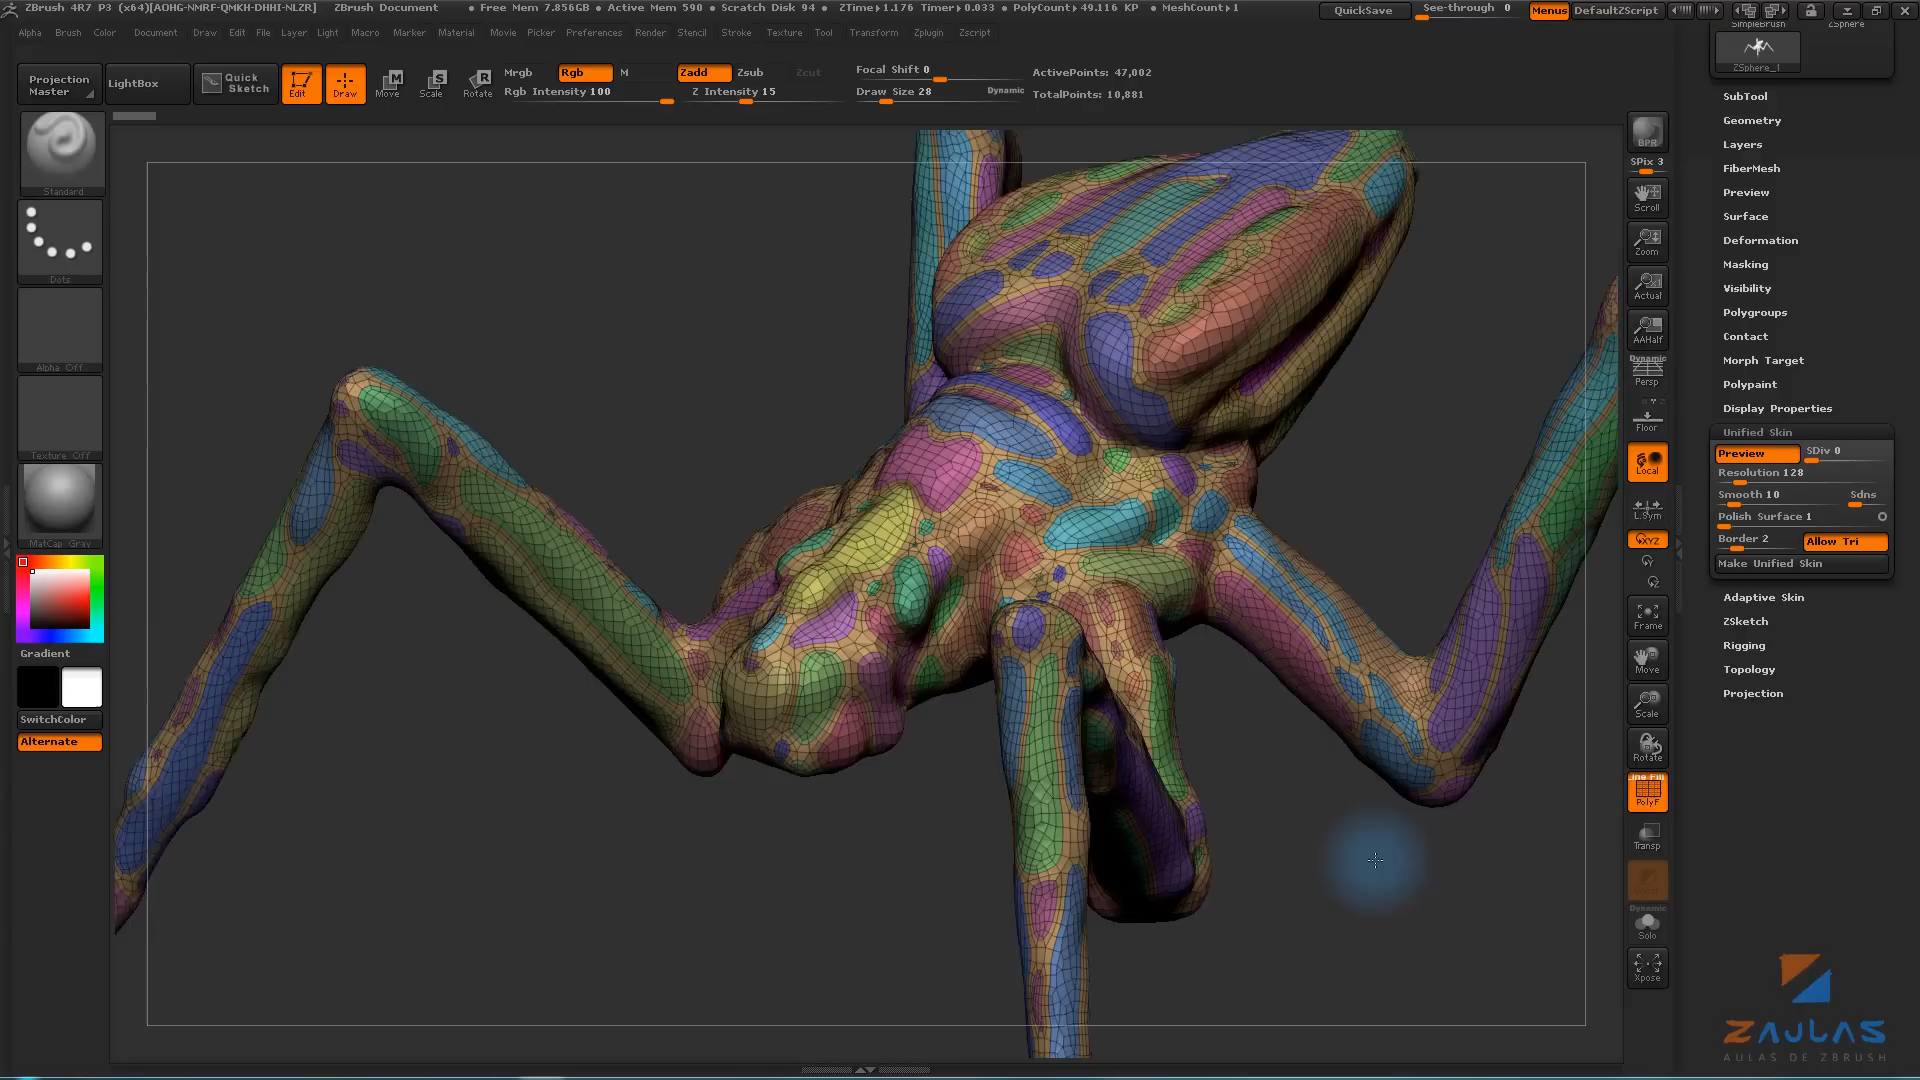 ZBrush 4R7 P3 (x64)[AOHG-NMRF-QMKH-DHHI-NLZR] ZBrush Document • Free Mem 7.856GB • Active Mem 590 • Scratch Disk 94 • ZTime▸1.176 Timer▸0.033 • PolyCount▸49.116 KP • MeshCount▸1 QuickSave See-through 0 Menus DefaultZScript
Alpha Brush Color Document Draw Edit File Layer Light Macro Marker Material Movie Picker Preferences Render Stencil Stroke Texture Tool Transform Zplugin Zscript
SimpleBrush ZSphere
ZSphere_1
Projection Master
LightBox
Quick Sketch
Edit Draw Move Scale Rotate
Mrgb Rgb M Zadd Zsub Zcut
Rgb Intensity 100 Z Intensity 15
Focal Shift 0
Draw Size 28 Dynamic
ActivePoints: 47,002
TotalPoints: 10,881
Standard
Dots
Alpha Off
Texture Off
MatCap Gray
Gradient
SwitchColor
Alternate
BPR
SPix 3
Scroll
Zoom
Actual
AAHalf
Dynamic
Persp
Floor
Local
L.Sym
XYZ
Y
Z
Frame
Move
Scale
Rotate
Line Fill
PolyF
Transp
Dynamic
Solo
Xpose
SubTool
Geometry
Layers
FiberMesh
Preview
Surface
Deformation
Masking
Visibility
Polygroups
Contact
Morph Target
Polypaint
Display Properties
Unified Skin
Preview SDiv 0
Resolution 128
Smooth 10 Sdns
Polish Surface 1
Border 2 Allow Tri
Make Unified Skin
Adaptive Skin
ZSketch
Rigging
Topology
Projection
ZAULAS
AULAS DE ZBRUSH